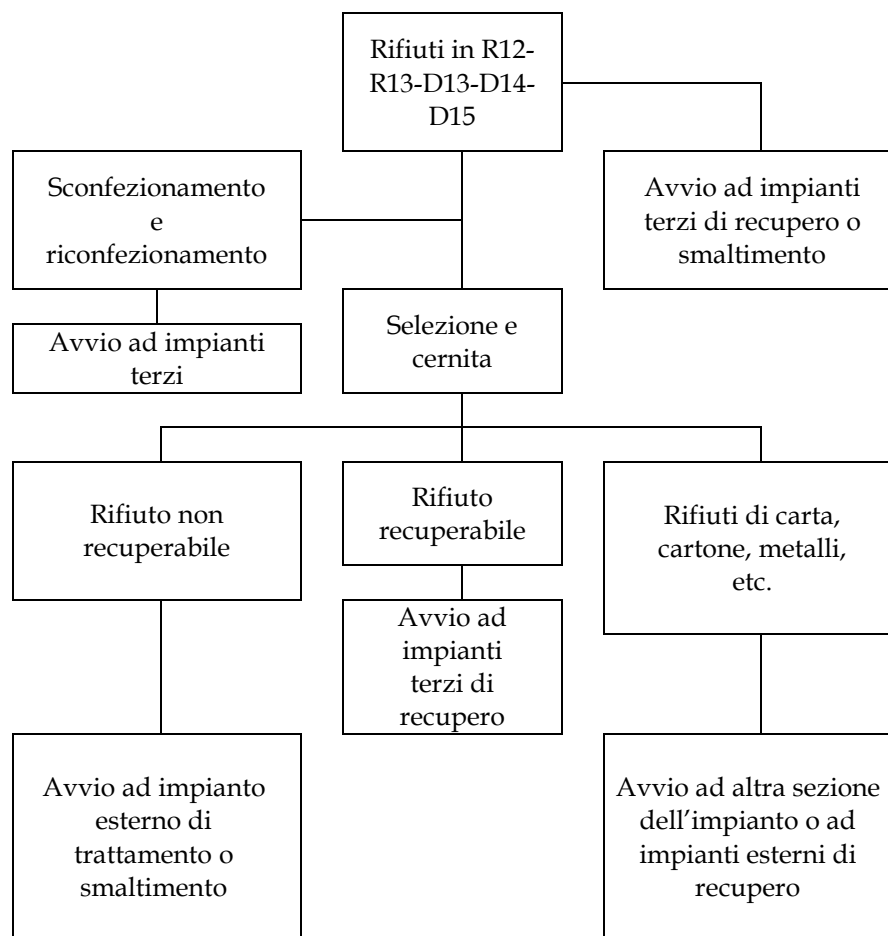 Rifiuti in R12-
R13-D13-D14-
D15
Sconfezionamento
e
riconfezionamento
Avvio ad impianti
terzi di recupero o
smaltimento
Avvio ad impianti
terzi
Selezione e
cernita
Rifiuto non
recuperabile
Rifiuto
recuperabile
Rifiuti di carta,
cartone, metalli,
etc.
Avvio ad
impianti
terzi di
recupero
Avvio ad impianto
esterno di
trattamento o
smaltimento
Avvio ad altra sezione
dell’impianto o ad
impianti esterni di
recupero